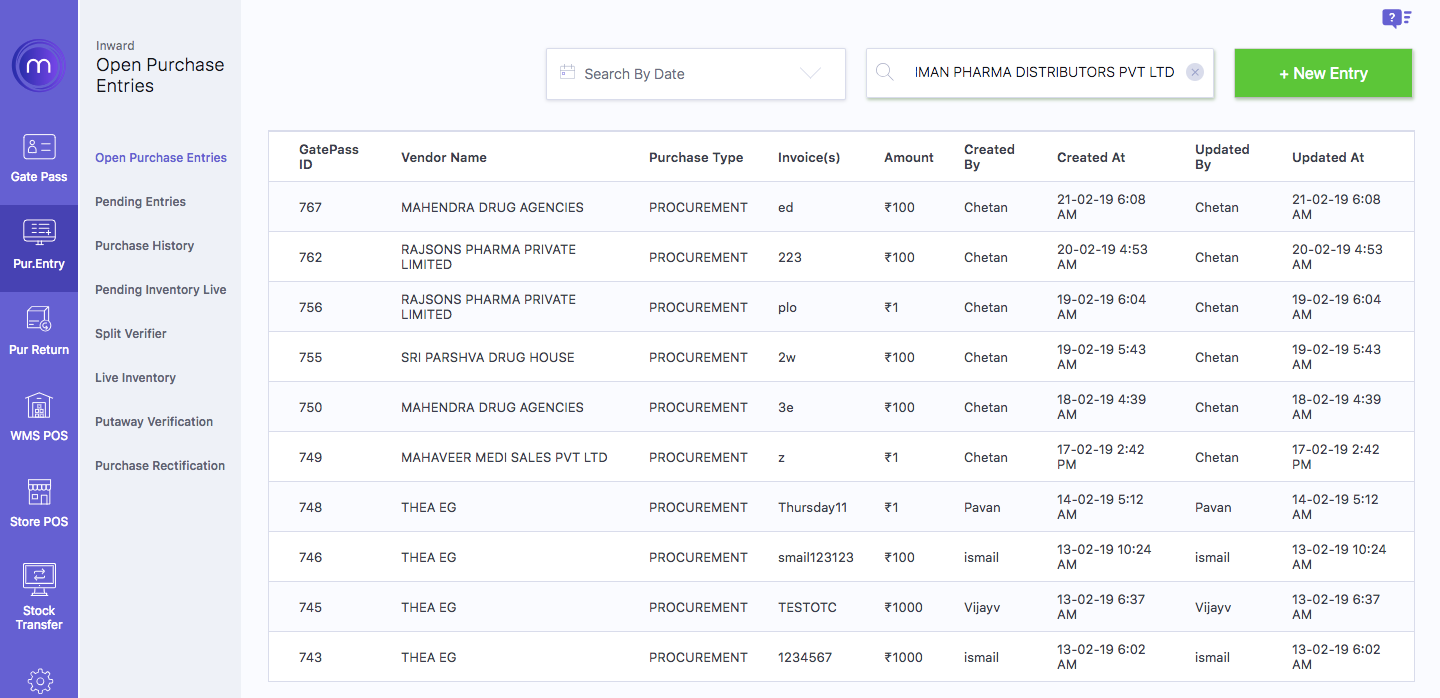 m
Gate Pass
Pur.Entry
Pur Return
WMS POS
Store POS
Stock
Transfer
Inward
Open Purchase
Entries
Open Purchase Entries
Pending Entries
Purchase History
Pending Inventory Live
Split Verifier
Live Inventory
Putaway Verification
Purchase Rectification
?
Search By Date
IMAN PHARMA DISTRIBUTORS PVT LTD
+ New Entry
GatePass ID Vendor Name Purchase Type Invoice(s) Amount Created By Created At Updated By Updated At
767 MAHENDRA DRUG AGENCIES PROCUREMENT ed ₹100 Chetan 21-02-19 6:08 AM Chetan 21-02-19 6:08 AM
762 RAJSONS PHARMA PRIVATE LIMITED PROCUREMENT 223 ₹100 Chetan 20-02-19 4:53 AM Chetan 20-02-19 4:53 AM
756 RAJSONS PHARMA PRIVATE LIMITED PROCUREMENT plo ₹1 Chetan 19-02-19 6:04 AM Chetan 19-02-19 6:04 AM
755 SRI PARSHVA DRUG HOUSE PROCUREMENT 2w ₹100 Chetan 19-02-19 5:43 AM Chetan 19-02-19 5:43 AM
750 MAHENDRA DRUG AGENCIES PROCUREMENT 3e ₹100 Chetan 18-02-19 4:39 AM Chetan 18-02-19 4:39 AM
749 MAHAVEER MEDI SALES PVT LTD PROCUREMENT z ₹1 Chetan 17-02-19 2:42 PM Chetan 17-02-19 2:42 PM
748 THEA EG PROCUREMENT Thursday11 ₹1 Pavan 14-02-19 5:12 AM Pavan 14-02-19 5:12 AM
746 THEA EG PROCUREMENT smail123123 ₹100 ismail 13-02-19 10:24 AM ismail 13-02-19 10:24 AM
745 THEA EG PROCUREMENT TESTOTC ₹1000 Vijayv 13-02-19 6:37 AM Vijayv 13-02-19 6:37 AM
743 THEA EG PROCUREMENT 1234567 ₹1000 ismail 13-02-19 6:02 AM ismail 13-02-19 6:02 AM